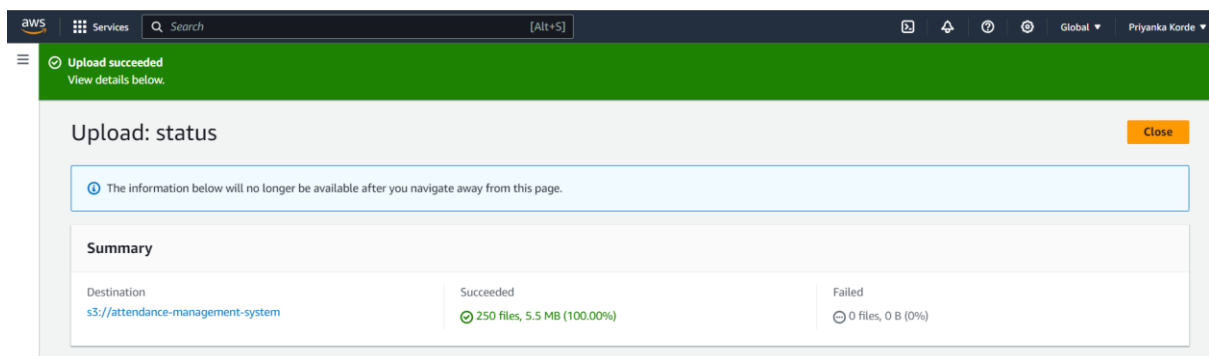 aws Services Search [Alt+S] Global Priyanka Korde
Upload succeeded
View details below.
Upload: status Close
The information below will no longer be available after you navigate away from this page.
Summary
Destination Succeeded Failed
s3://attendance-management-system 250 files, 5.5 MB (100.00%) 0 files, 0 B (0%)